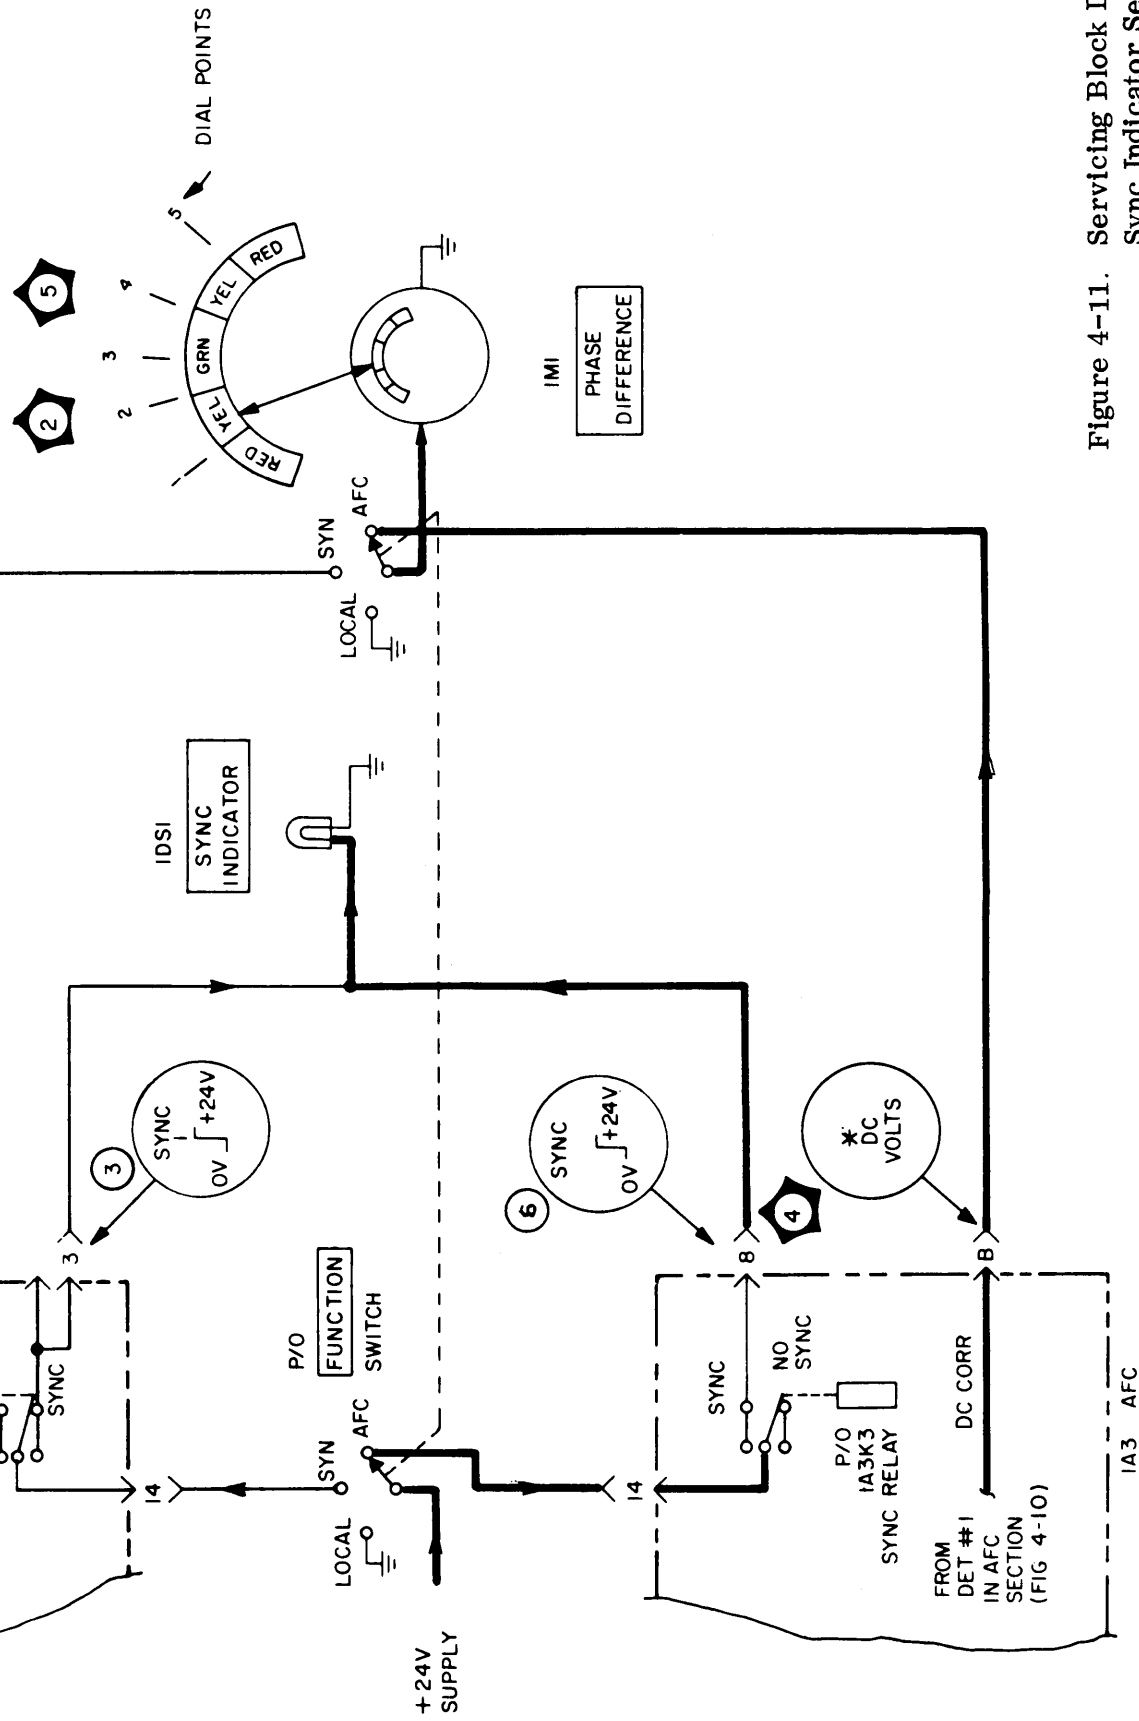 DIAL POINTS
5
4
3
2
5
2
RED
YEL
GRN
YEL
RED
IMI
PHASE
DIFFERENCE
SYN
AFC
LOCAL
IDSI
SYNC
INDICATOR
3
SYNC
0V +24V
3
SYNC
14
P/O
FUNCTION
SWITCH
SYN
AFC
LOCAL
+24V
SUPPLY
SYNC
0V +24V
8
4
*
DC
VOLTS
B
14
SYNC
NO
SYNC
P/O
1A3K3
SYNC RELAY
DC CORR
FROM
DET #1
IN AFC
SECTION
(FIG 4-10)
1A3 AFC
Figure 4-11. Servicing Block
Sync Indicator